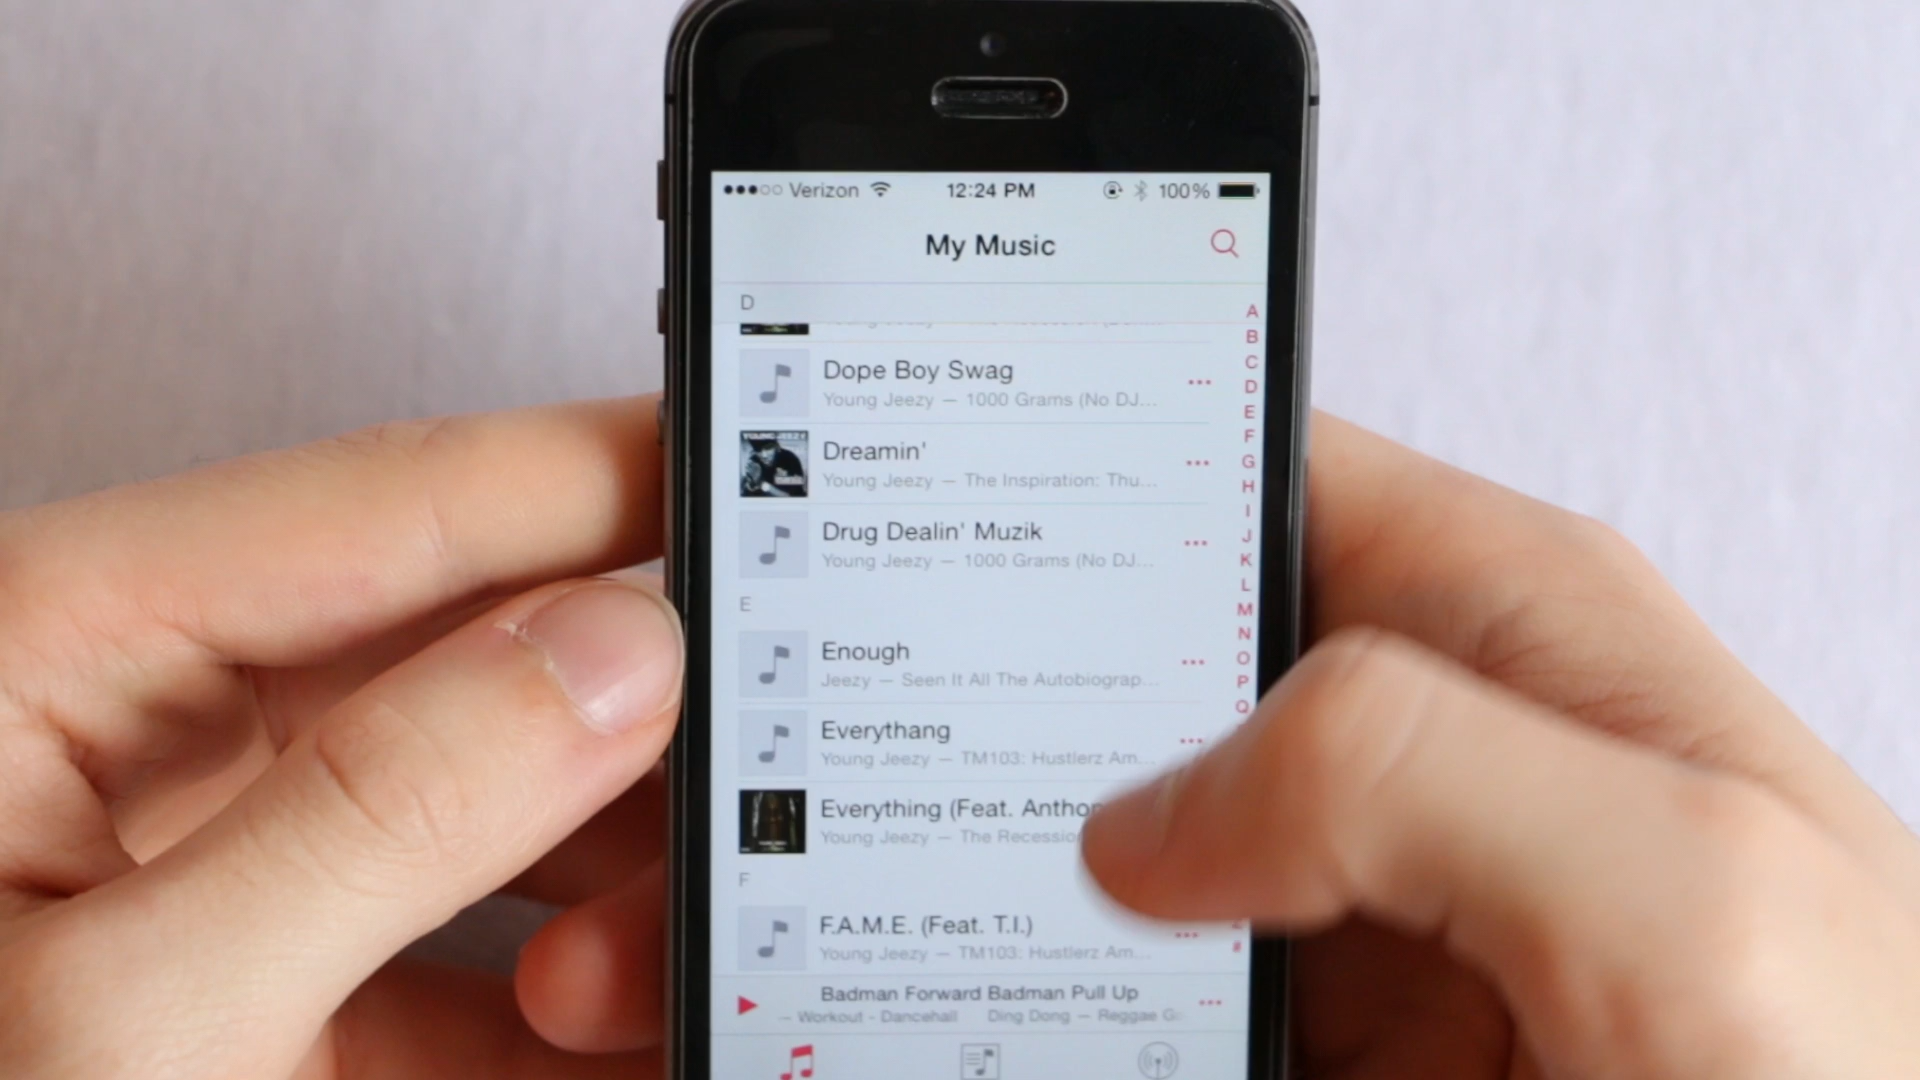 Verizon 12:24 PM 100%
My Music
D
Dope Boy Swag
Young Jeezy — 1000 Grams (No DJ...
Dreamin'
Young Jeezy — The Inspiration: Thu...
Drug Dealin' Muzik
Young Jeezy — 1000 Grams (No DJ...
E
Enough
Jeezy — Seen It All The Autobiograp...
Everythang
Young Jeezy — TM103: Hustlerz Am...
Everything (Feat.
Young Jeezy — The
F
F.A.M.E. (Feat. T.I.)
Young Jeezy — TM103: Hustlerz Am...
Badman Forward Badman Pull Up
— Workout - Dancehall Ding Dong — Reggae
A
B
C
D
E
F
G
H
I
J
K
L
M
N
O
P
Q
Z
#
YOUNG JEEZY